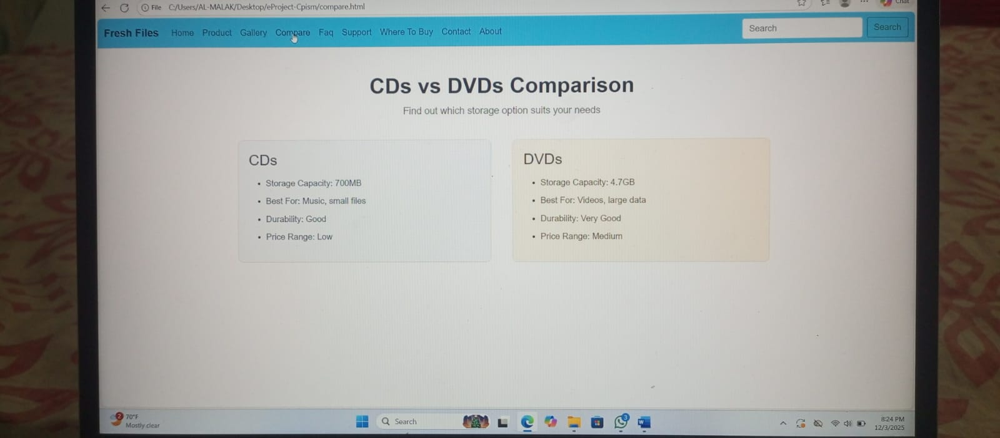 File C:/Users/AL-MALAK/Desktop/eProject-Cpism/compare.html
Chat
Fresh Files Home Product Gallery Compare Faq Support Where To Buy Contact About Search Search
CDs vs DVDs Comparison
Find out which storage option suits your needs
CDs
• Storage Capacity: 700MB
• Best For: Music, small files
• Durability: Good
• Price Range: Low
DVDs
• Storage Capacity: 4.7GB
• Best For: Videos, large data
• Durability: Very Good
• Price Range: Medium
2
70°F
Mostly clear
Search
3
W
8:24 PM
12/3/2025